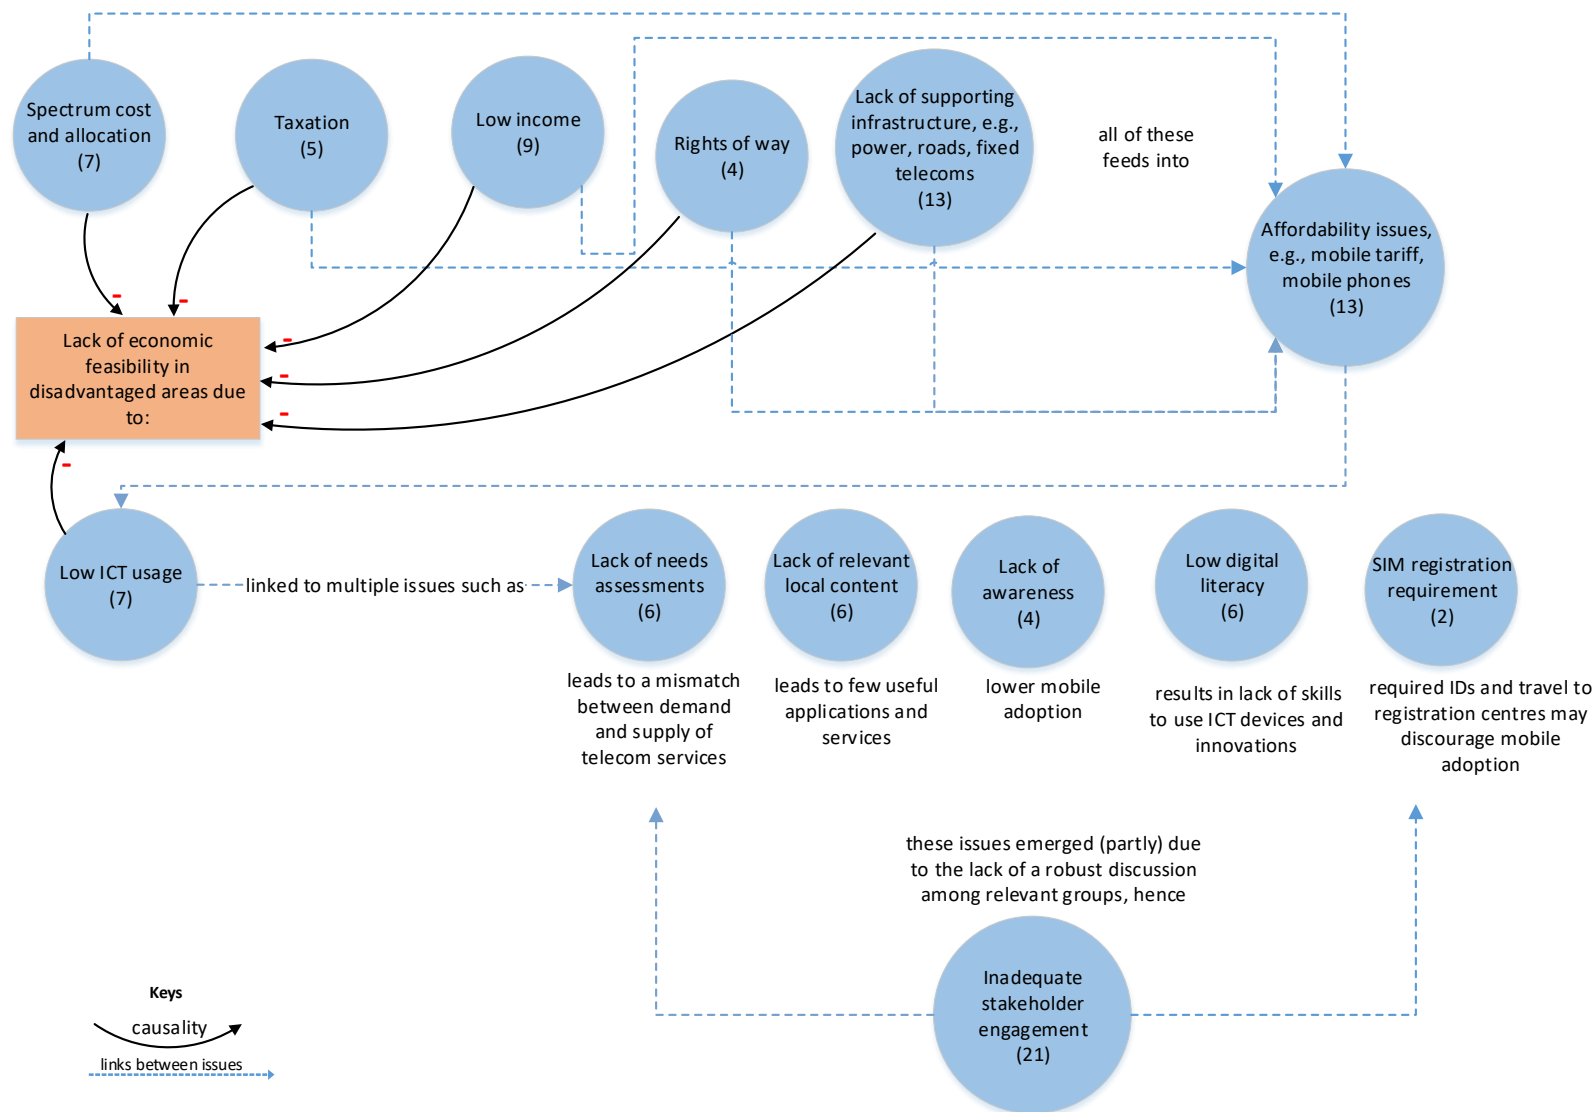 Spectrum cost
and allocation
(7)
Taxation
(5)
Low income
(9)
Rights of way
(4)
Lack of supporting
infrastructure, e.g.,
power, roads, fixed
telecoms
(13)
all of these
feeds into
Affordability issues,
e.g., mobile tariff,
mobile phones
(13)
-
-
-
-
-
-
Lack of economic
feasibility in
disadvantaged areas due
to:
Low ICT usage
(7)
linked to multiple issues such as
Lack of needs
assessments
(6)
Lack of relevant
local content
(6)
Lack of
awareness
(4)
Low digital
literacy
(6)
SIM registration
requirement
(2)
leads to a mismatch
between demand
and supply of
telecom services
leads to few useful
applications and
services
lower mobile
adoption
results in lack of skills
to use ICT devices and
innovations
required IDs and travel to
registration centres may
discourage mobile
adoption
these issues emerged (partly) due
to the lack of a robust discussion
among relevant groups, hence
Inadequate
stakeholder
engagement
(21)
Keys
causality
links between issues